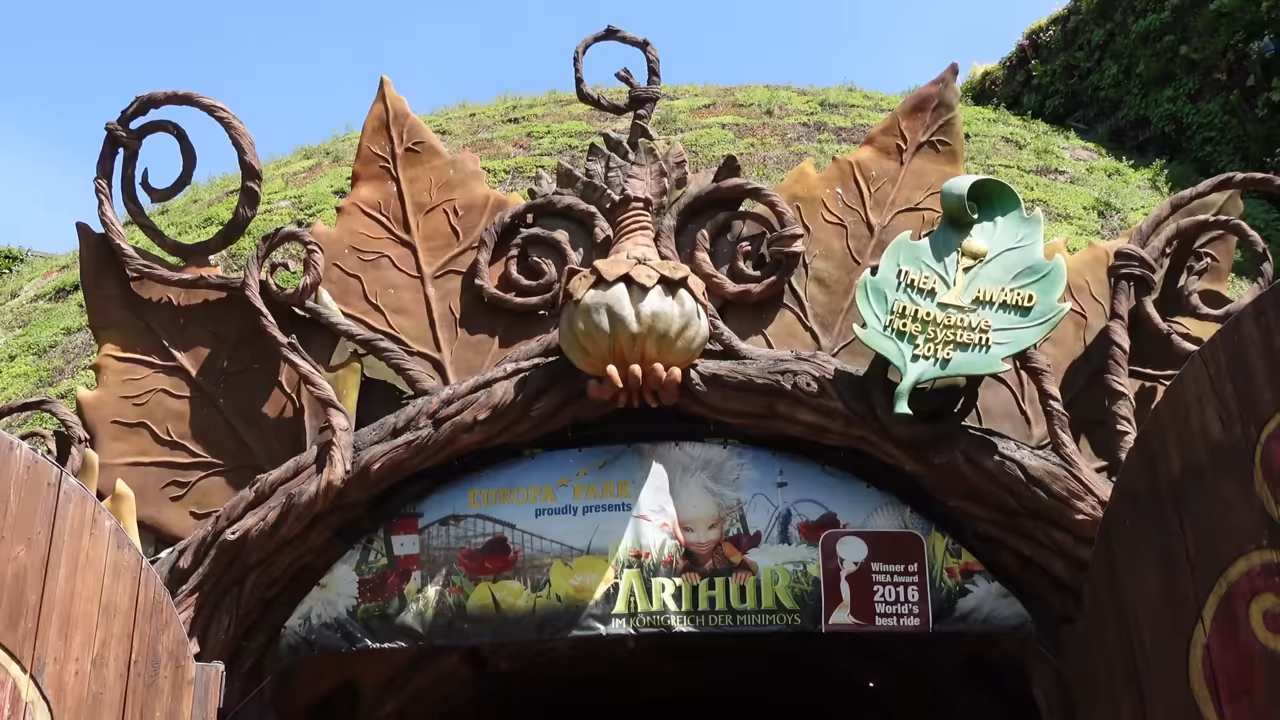 THEA AWARD
innovative
ride system
2016
EUROPA PARK
proudly presents
ARTHUR
IM KÖNIGREICH DER MINIMOYS
Winner of
THEA Award
2016
World's
best ride